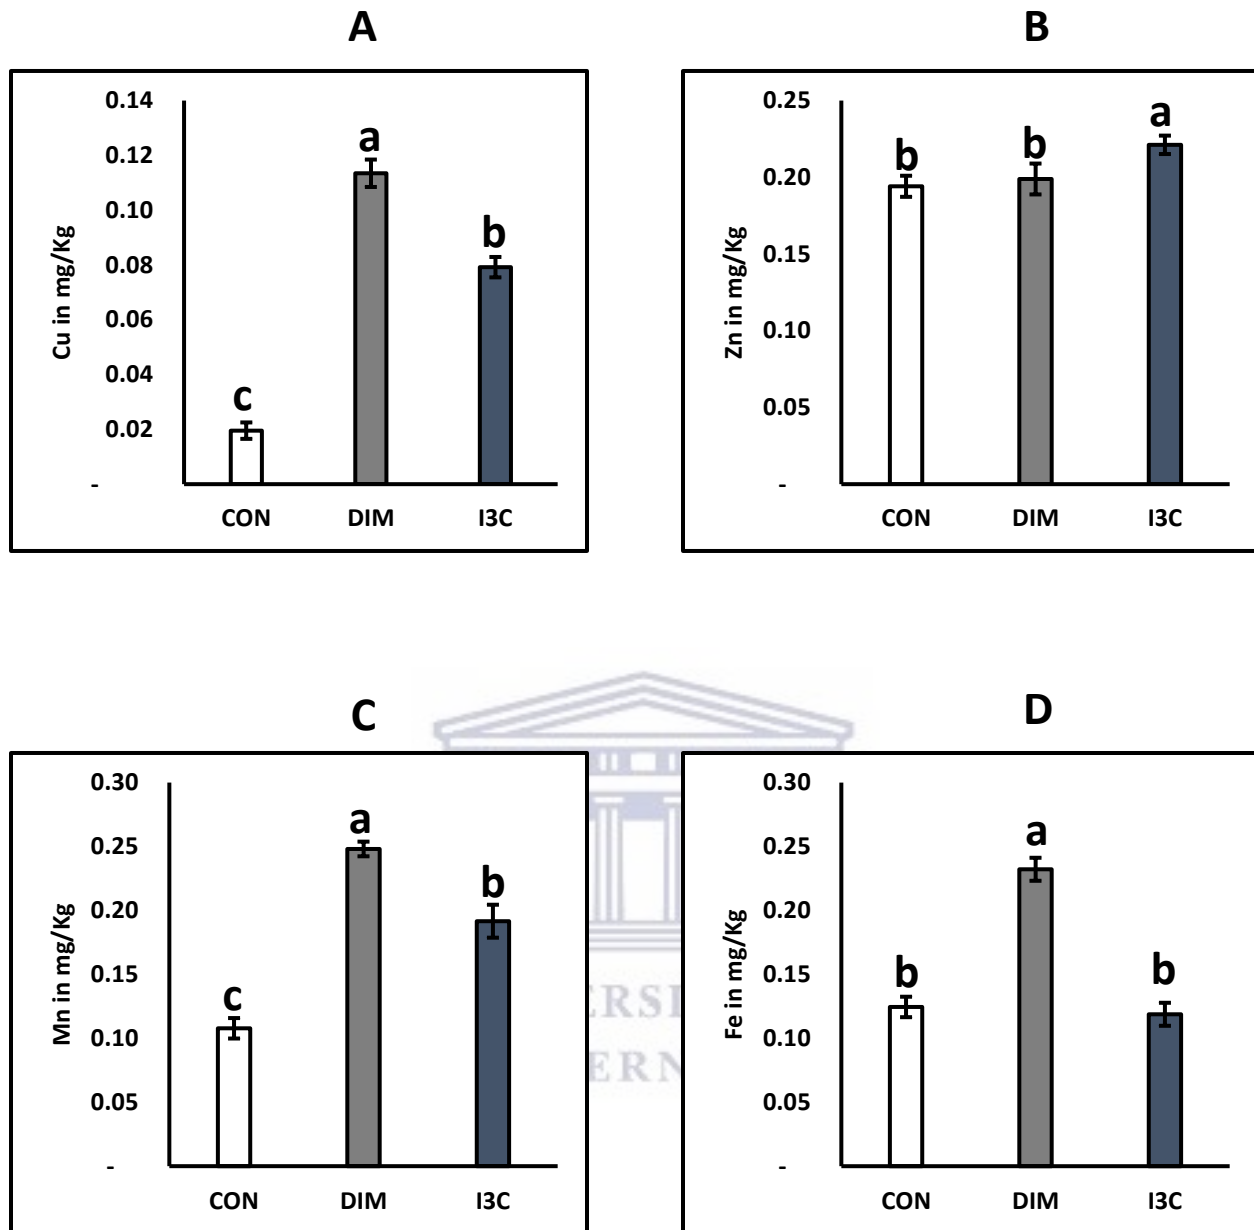 A
Cu in mg/Kg
0.14
0.12
0.10
0.08
0.06
0.04
0.02
-
c
a
b
CON DIM I3C
B
Zn in mg/Kg
0.25
0.20
0.15
0.10
0.05
-
b
b
a
CON DIM I3C
C
Mn in mg/Kg
0.30
0.25
0.20
0.15
0.10
0.05
-
c
a
b
CON DIM I3C
D
Fe in mg/Kg
0.30
0.25
0.20
0.15
0.10
0.05
-
b
a
b
CON DIM I3C
ERSI
ERN